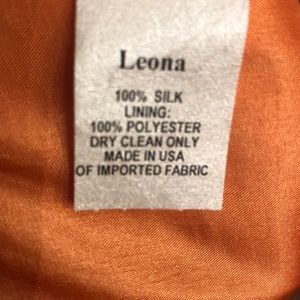 Leona
100% SILK
LINING:
100% POLYESTER
DRY CLEAN ONLY
MADE IN USA
OF IMPORTED FABRIC